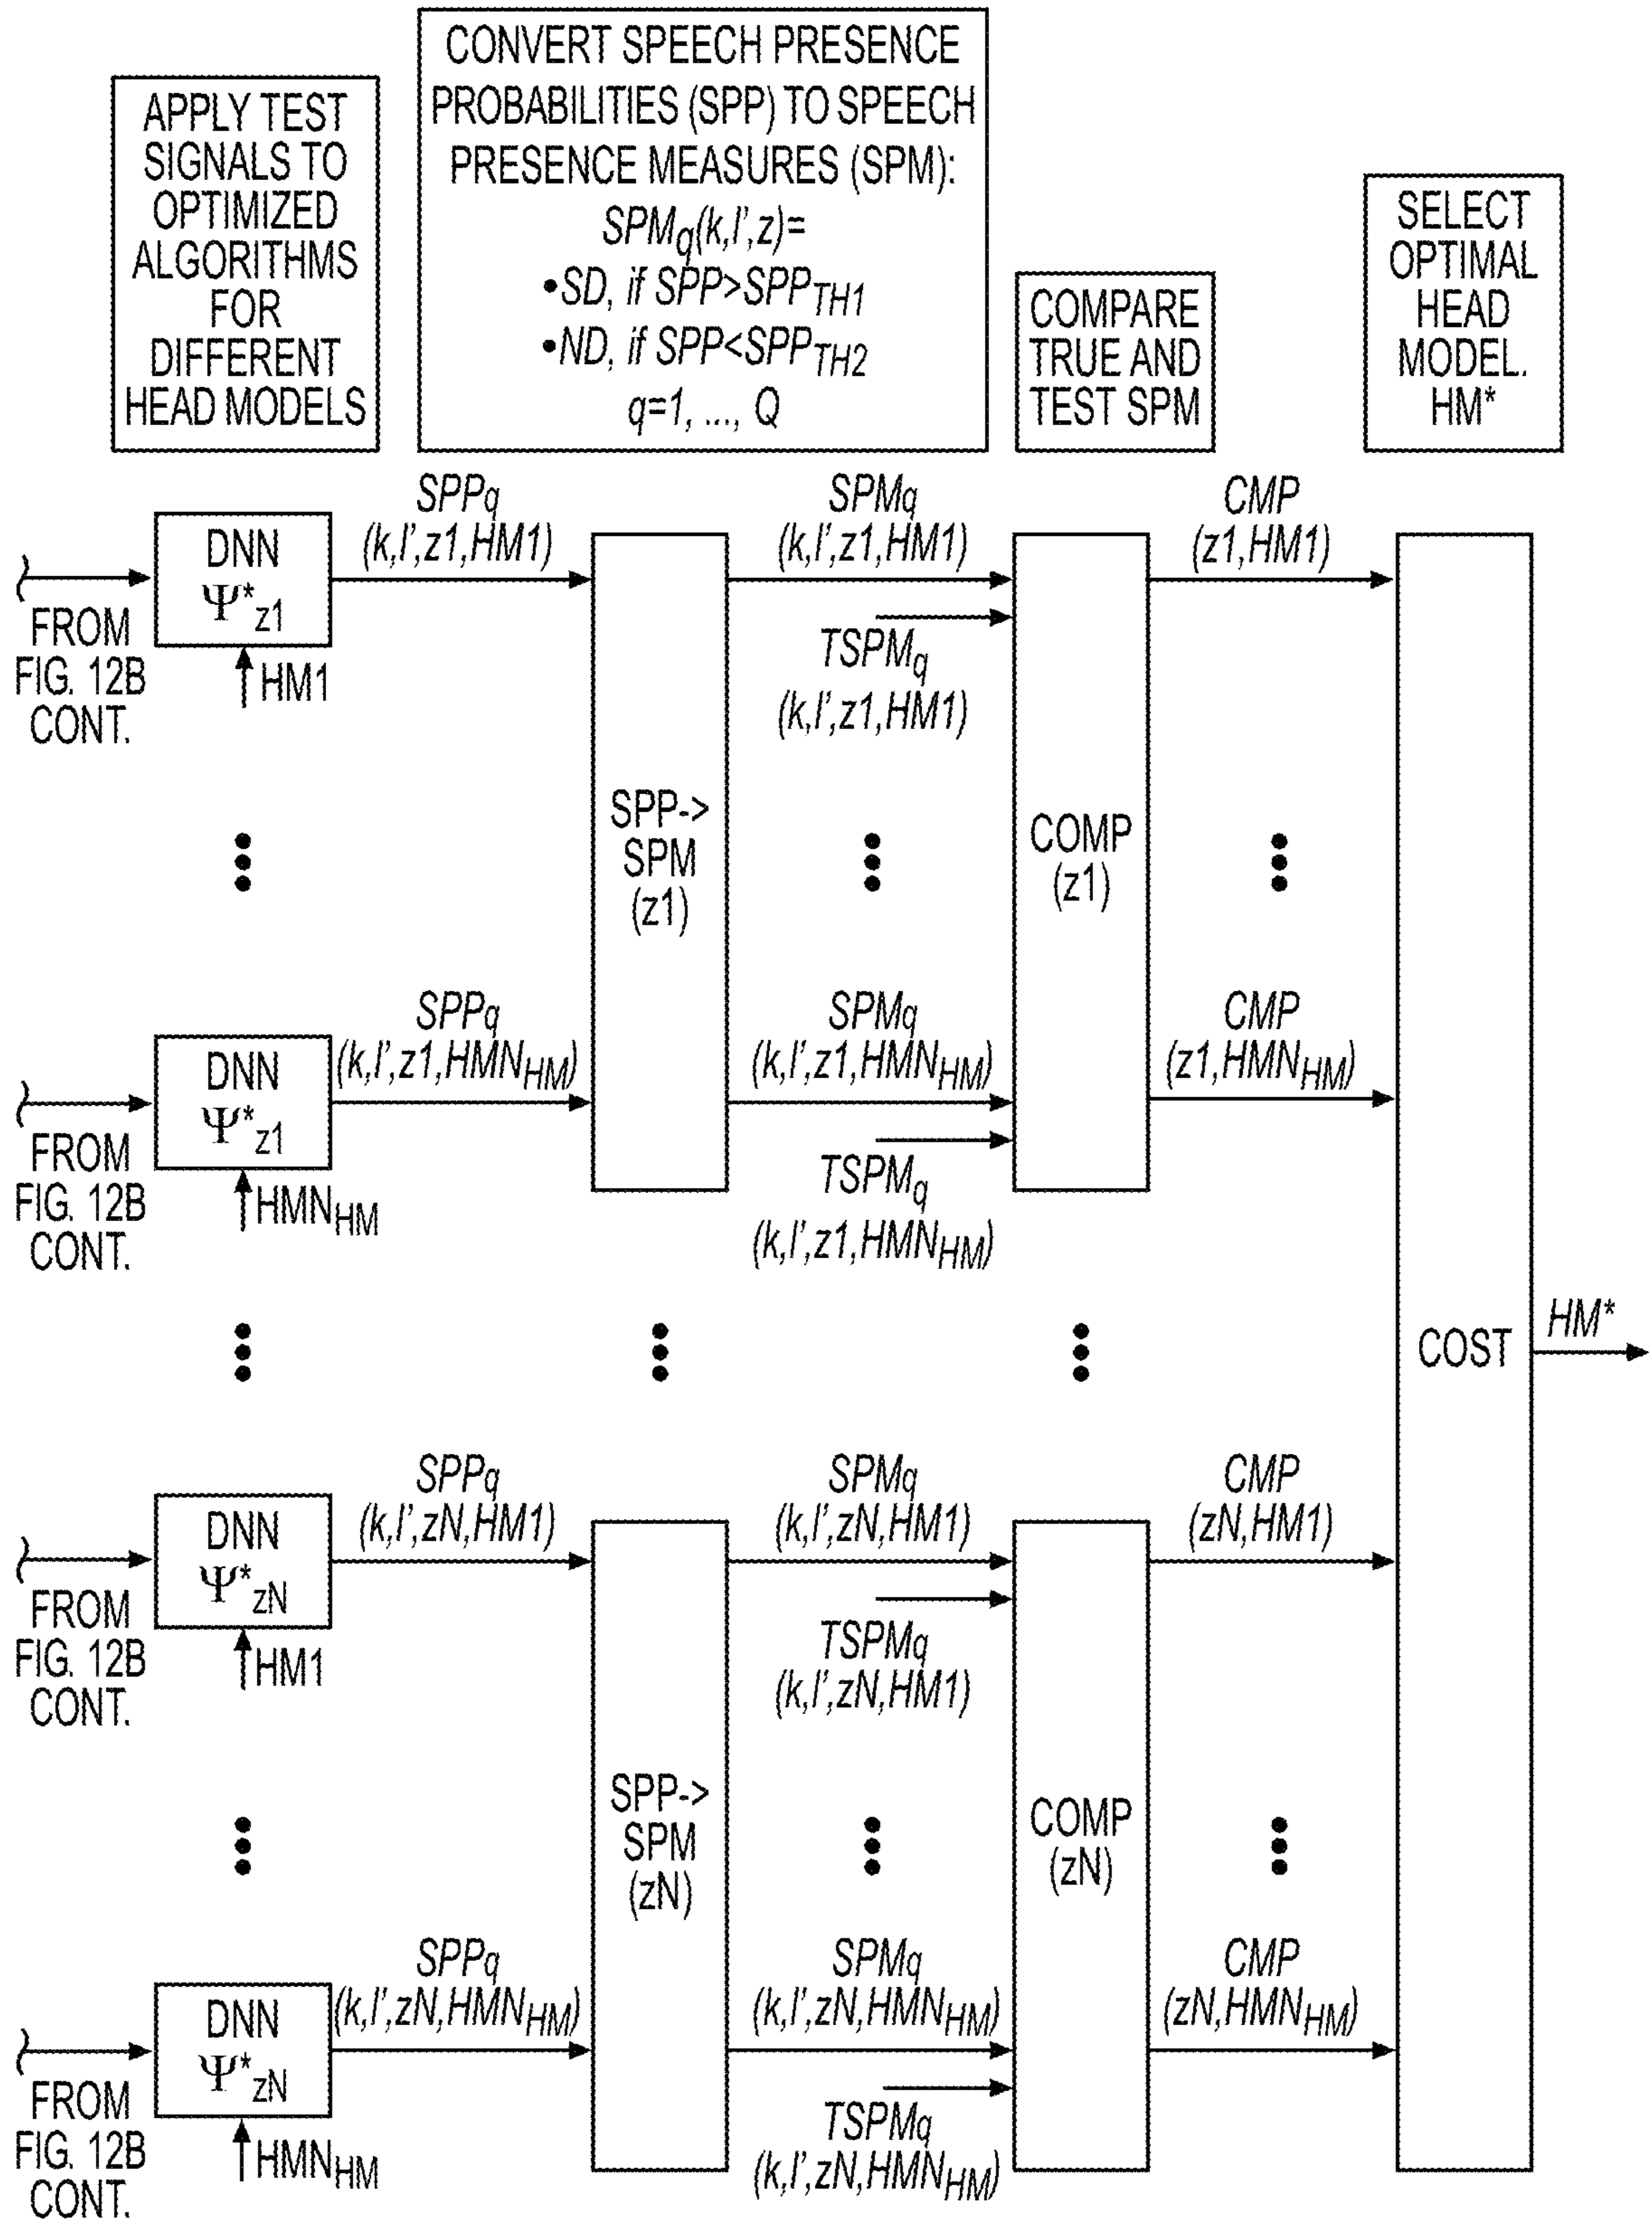 APPLY TEST
SIGNALS TO
OPTIMIZED
ALGORITHMS
FOR
DIFFERENT
HEAD MODELS
CONVERT SPEECH PRESENCE
PROBABILITIES (SPP) TO SPEECH
PRESENCE MEASURES (SPM):
SPMq(k,l',z)=
•SD, if SPP>SPPTH1
•ND, if SPP<SPPTH2
q=1, ..., Q
COMPARE
TRUE AND
TEST SPM
SELECT
OPTIMAL
HEAD
MODEL.
HM*
FROM
FIG. 12B
CONT.
DNN
Ψ*z1
HM1
SPPq
(k,l',z1,HM1)
SPP->
SPM
(z1)
SPMq
(k,l',z1,HM1)
TSPMq
(k,l',z1,HM1)
COMP
(z1)
CMP
(z1,HM1)
FROM
FIG. 12B
CONT.
DNN
Ψ*z1
HMNHM
SPPq
(k,l',z1,HMNHM)
SPMq
(k,l',z1,HMNHM)
TSPMq
(k,l',z1,HMNHM)
CMP
(z1,HMNHM)
COST
HM*
FROM
FIG. 12B
CONT.
DNN
Ψ*zN
HM1
SPPq
(k,l',zN,HM1)
SPP->
SPM
(zN)
SPMq
(k,l',zN,HM1)
TSPMq
(k,l',zN,HM1)
COMP
(zN)
CMP
(zN,HM1)
FROM
FIG. 12B
CONT.
DNN
Ψ*zN
HMNHM
SPPq
(k,l',zN,HMNHM)
SPMq
(k,l',zN,HMNHM)
TSPMq
(k,l',zN,HMNHM)
CMP
(zN,HMNHM)